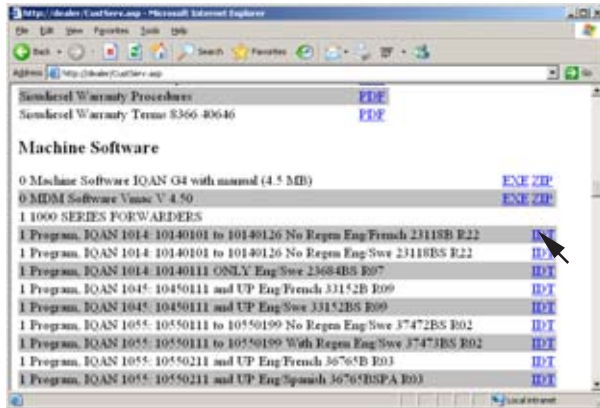 http://dealer/CustServ.asp - Microsoft Internet Explorer
File Edit View Favorites Tools Help
Back Search Favorites
Address http://dealer/CustServ.asp Go
Sisudiesel Warranty Procedures PDF
Sisudiesel Warranty Terms 8366 40646 PDF
Machine Software
0 Machine Software IQAN G4 with manual (4.5 MB) EXE ZIP
0 MDM Software Vmac V 4.50 EXE ZIP
1 1000 SERIES FORWARDERS
1 Program, IQAN 1014: 10140101 to 10140126 No Regen Eng/French 23118B R22 IDT
1 Program, IQAN 1014: 10140101 to 10140126 No Regen Eng/Swe 23118BS R22 IDT
1 Program, IQAN 1014: 10140111 ONLY Eng/Swe 23684BS R07 IDT
1 Program, IQAN 1045: 10450111 and UP Eng/French 33152B R09 IDT
1 Program, IQAN 1045: 10450111 and UP Eng/Swe 33152BS R09 IDT
1 Program, IQAN 1055: 10550111 to 10550199 No Regen Eng/Swe 37472BS R02 IDT
1 Program, IQAN 1055: 10550111 to 10550199 With Regen Eng/Swe 37473BS R02 IDT
1 Program, IQAN 1055: 10550211 and UP Eng/French 36765B R03 IDT
1 Program, IQAN 1055: 10550211 and UP Eng/Spanish 36765BSPA R03 IDT
Local intranet